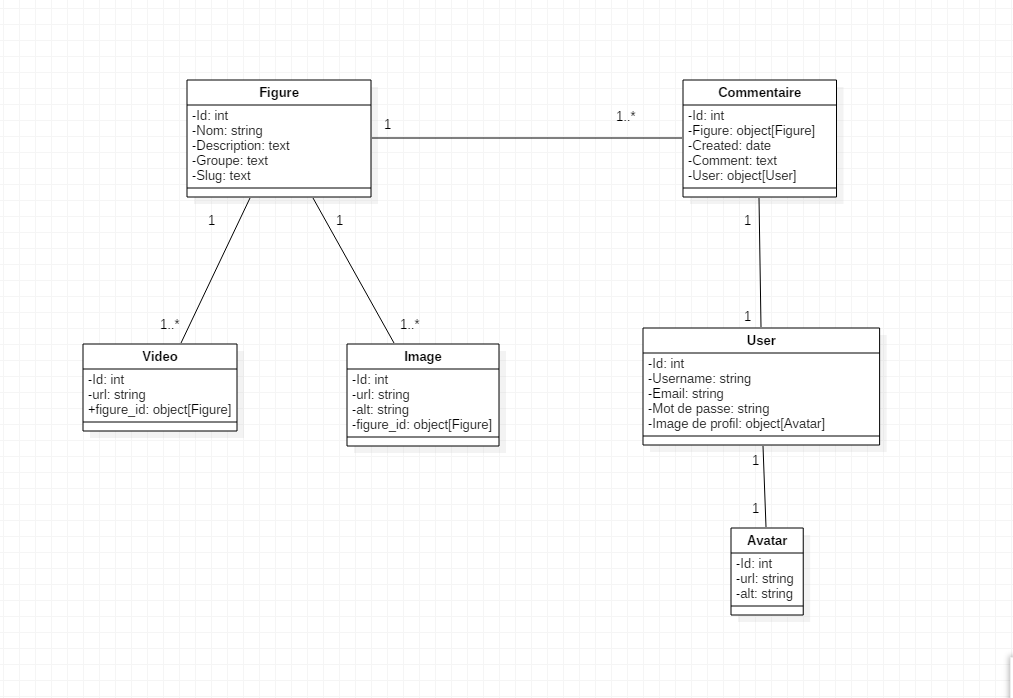 Figure
-Id: int
-Nom: string
-Description: text
-Groupe: text
-Slug: text
1
1..*
Commentaire
-Id: int
-Figure: object[Figure]
-Created: date
-Comment: text
-User: object[User]
1
1
1..*
1..*
Video
-Id: int
-url: string
+figure_id: object[Figure]
Image
-Id: int
-url: string
-alt: string
-figure_id: object[Figure]
1
1
User
-Id: int
-Username: string
-Email: string
-Mot de passe: string
-Image de profil: object[Avatar]
1
1
Avatar
-Id: int
-url: string
-alt: string